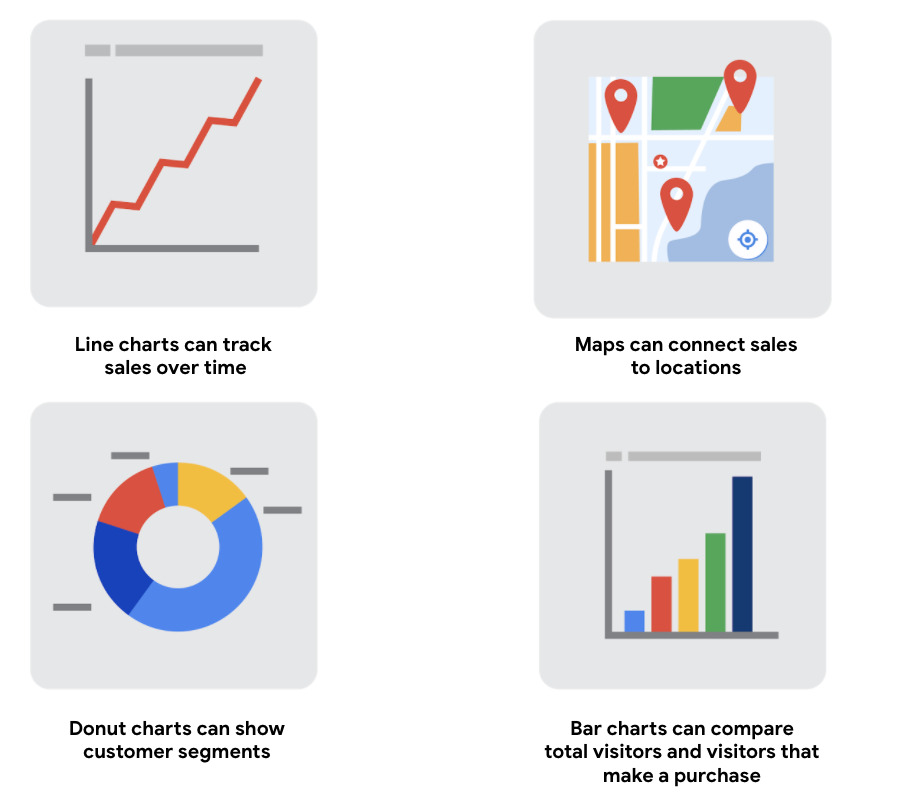 Line charts can track
sales over time
Maps can connect sales
to locations
Donut charts can show
customer segments
Bar charts can compare
total visitors and visitors that
make a purchase